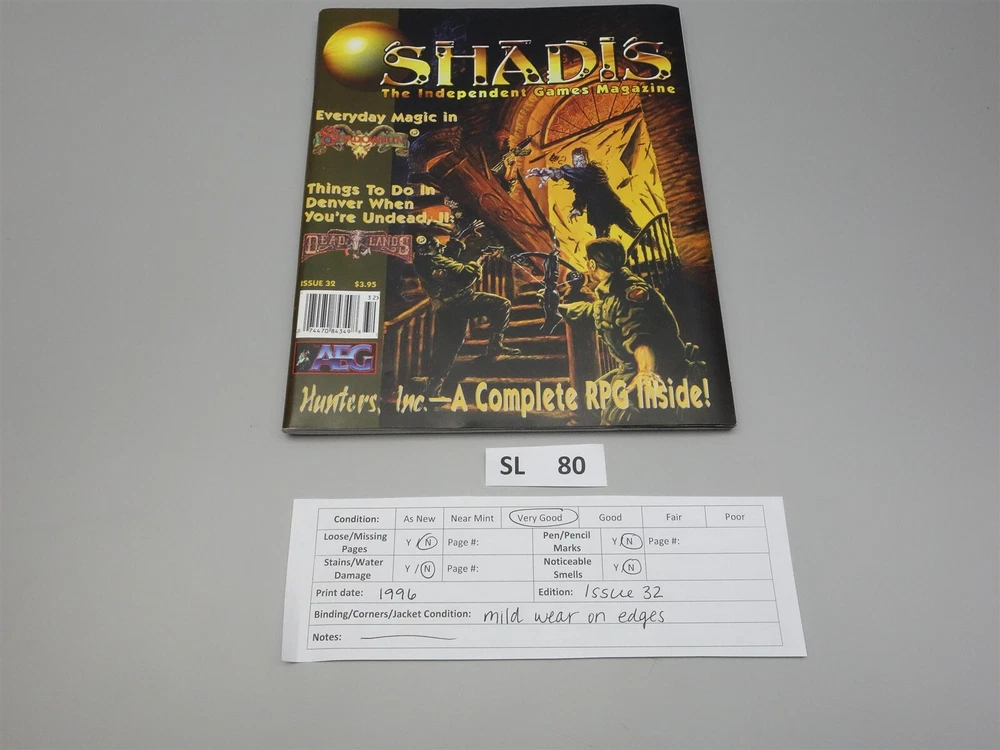 SHADIS
The Independent Games Magazine
Everyday Magic in
Things To Do In
Denver When
You're Undead, II:
DEADLANDS
ISSUE 32 $3.95
AEG
Hunters, Inc.—A Complete RPG Inside!
SL 80
Condition: As New Near Mint Very Good Good Fair Poor
Loose/Missing Pages Y / N Page #: Pen/Pencil Marks Y / N Page #:
Stains/Water Damage Y / N Page #: Noticeable Smells Y / N
Print date: 1996 Edition: Issue 32
Binding/Corners/Jacket Condition: mild wear on edges
Notes: